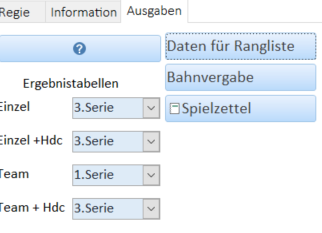 Regie Information Ausgaben
?
Daten für Rangliste
Ergebnistabellen
Bahnvergabe
Einzel 3.Serie
Spielzettel
Einzel +Hdc 3.Serie
Team 1.Serie
Team + Hdc 3.Serie